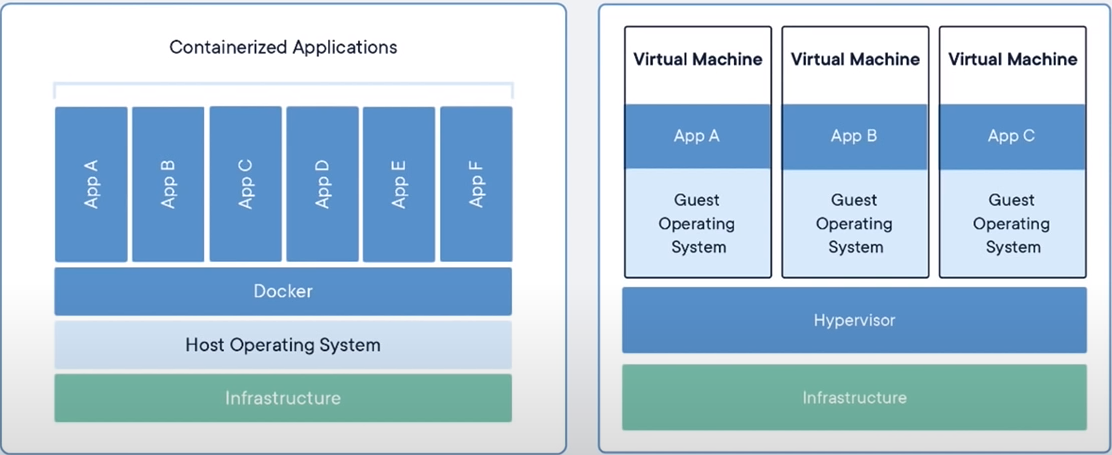 Containerized Applications
App A
App B
App C
App D
App E
App F
Docker
Host Operating System
Infrastructure
Virtual Machine
App A
Guest
Operating
System
Virtual Machine
App B
Guest
Operating
System
Virtual Machine
App C
Guest
Operating
System
Hypervisor
Infrastructure